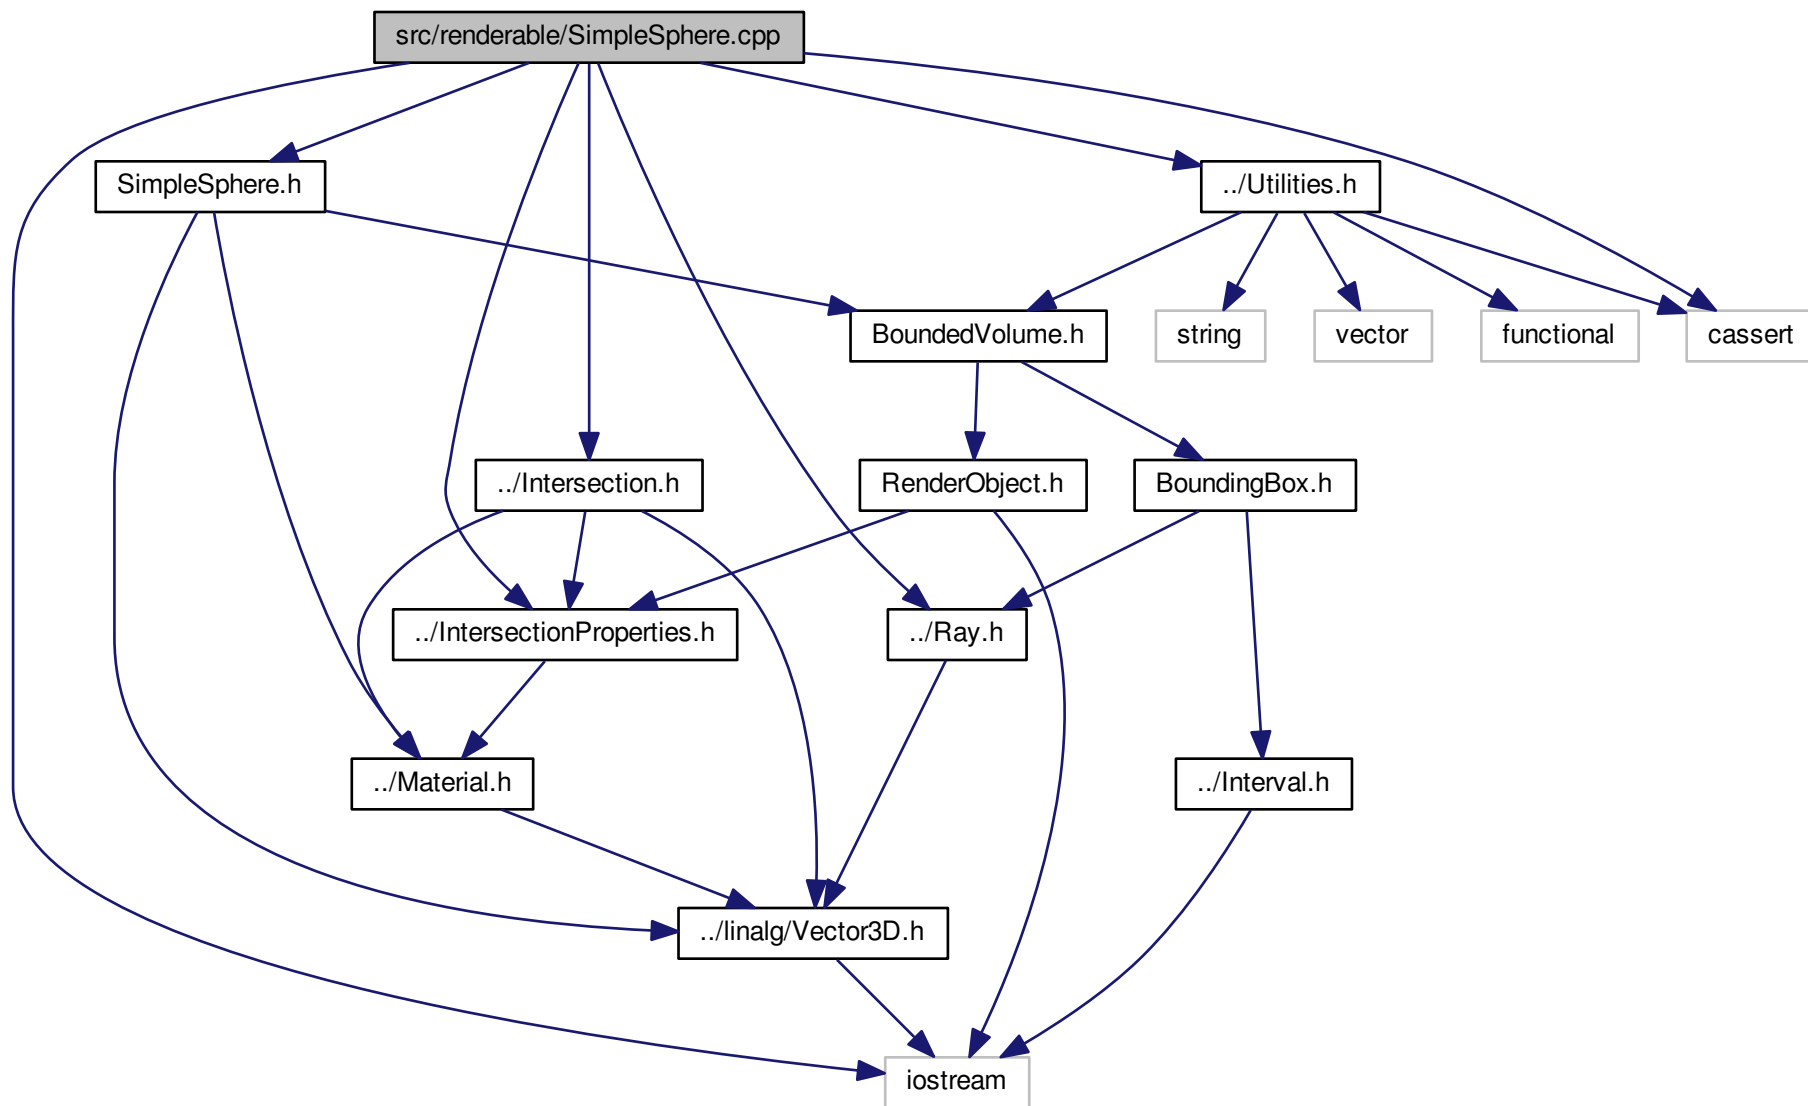 src/renderable/SimpleSphere.cpp
SimpleSphere.h
../Utilities.h
BoundedVolume.h
string
vector
functional
cassert
../Intersection.h
RenderObject.h
BoundingBox.h
../IntersectionProperties.h
../Ray.h
../Material.h
../Interval.h
../linalg/Vector3D.h
iostream